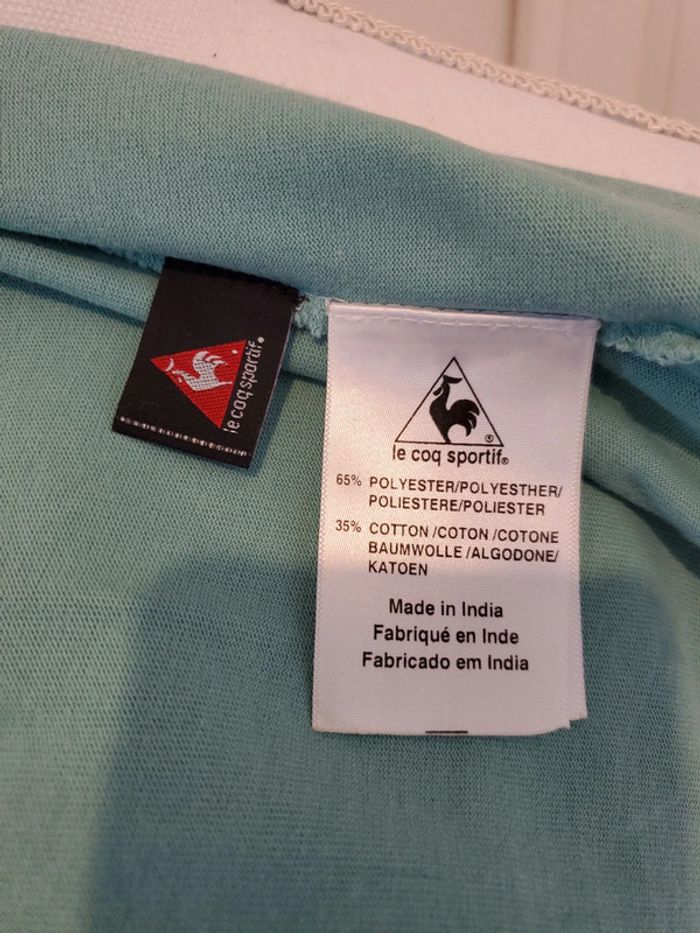 le coq sportif.
le coq sportif®
65% POLYESTER/POLYESTHER/
POLIESTERE/POLIESTER
35% COTTON /COTON /COTONE
BAUMWOLLE /ALGODONE/
KATOEN
Made in India
Fabriqué en Inde
Fabricado em India